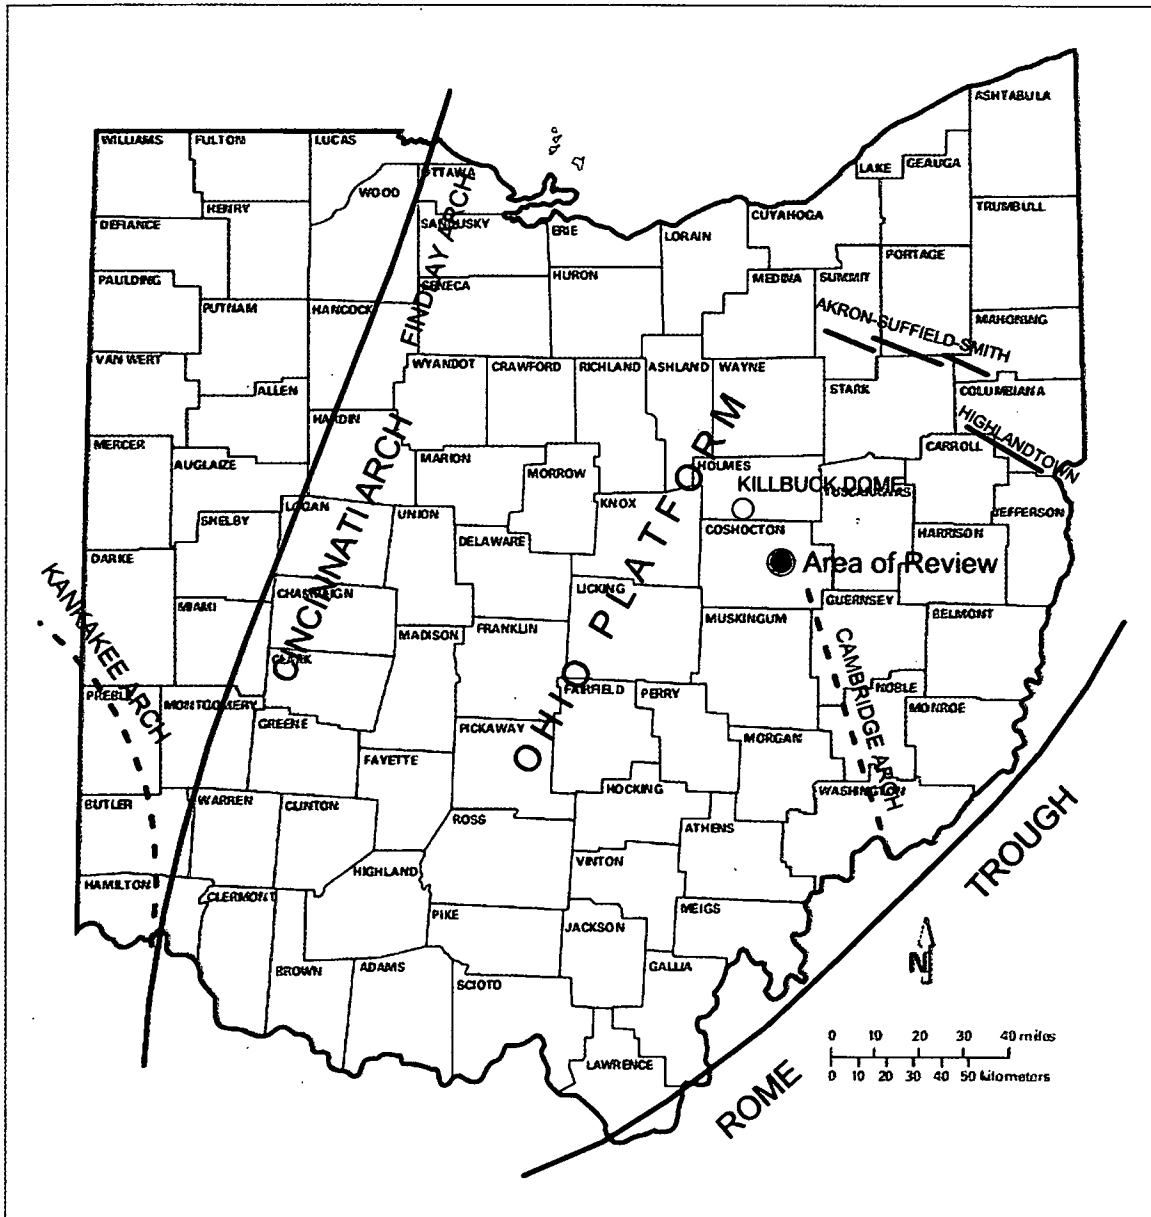 ASHTABULA
WILLIAMS
FULTON
LUCAS
LAKE
GEAUGA
OTTAWA
WOOD
HENRY
TRUMBULL
CUYAHOGA
DEFIANCE
SANDUSKY
ERIE
LORAIN
PORTAGE
PAULDING
SENECA
HURON
MEDINA
SUMMIT
FINDLAY ARCH
PUTNAM
HANCOCK
AKRON-SUFFIELD-SMITH
MAHONING
VAN WERT
WYANDOT
CRAWFORD
RICHLAND
ASHLAND
WAYNE
ALLEN
STARK
COLUMBIANA
HARDIN
HIGHLANDTOWN
MERCER
CARROLL
AUGLAIZE
MARION
MORROW
HOLMES
KILLBUCK DOME
TUSCARAWAS
KNOX
LOGAN
UNION
JEFFERSON
SHELBY
COSHOCTON
HARRISON
DELAWARE
DARKE
Area of Review
CINCINNATI ARCH
OHIO PLATFORM
CHAMPAIGN
LICKING
GUERNSEY
KANKAKEE ARCH
MIAMI
BELMONT
MUSKINGUM
MADISON
FRANKLIN
CAMBRIDGE ARCH
CLARK
PREBLE
MONTGOMERY
FAIRFIELD
PERRY
NOBLE
MONROE
GREENE
PICKAWAY
MORGAN
FAYETTE
HOCKING
WASHINGTON
BUTLER
WARREN
CLINTON
ROSS
ATHENS
TROUGH
VINTON
HIGHLAND
HAMILTON
CLERMONT
MEIGS
PIKE
JACKSON
BROWN
ADAMS
GALLIA
N
SCIOTO
0 10 20 30 40 miles
LAWRENCE
0 10 20 30 40 50 kilometers
ROME